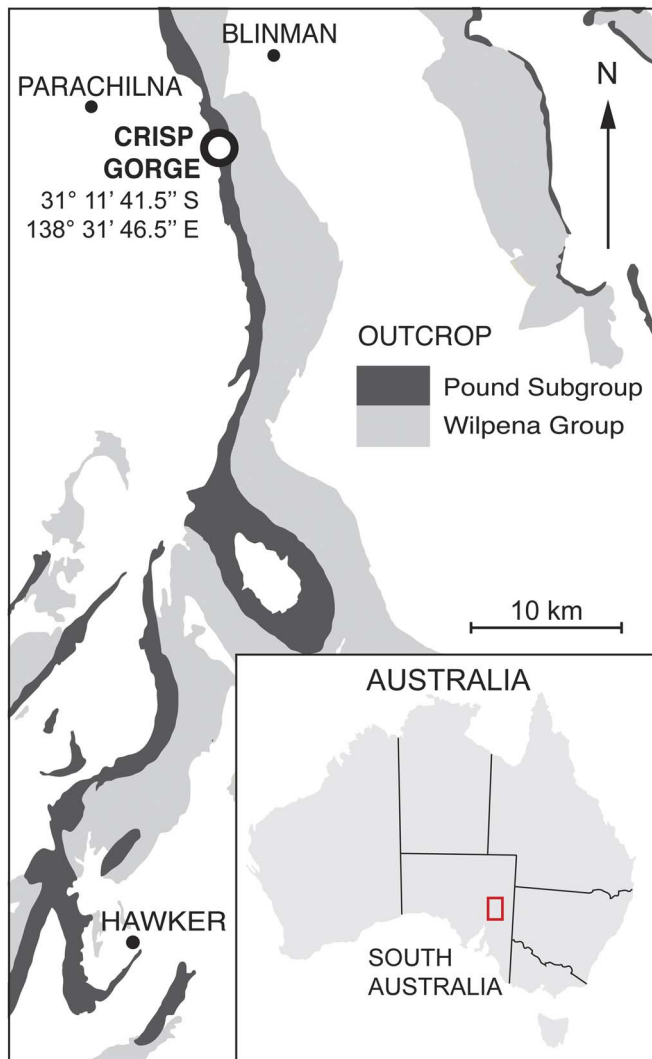 BLINMAN
PARACHILNA
CRISP
GORGE
31° 11’ 41.5” S
138° 31’ 46.5” E
N
OUTCROP
Pound Subgroup
Wilpena Group
10 km
AUSTRALIA
SOUTH
AUSTRALIA
HAWKER